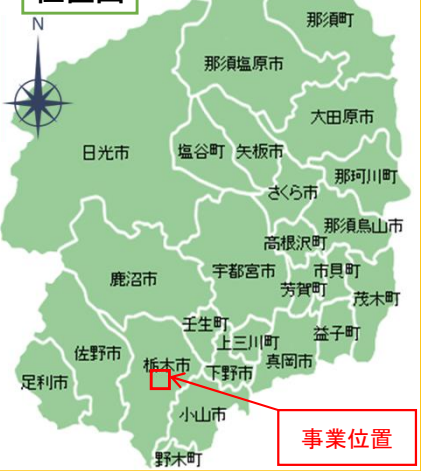 N
那須町
那須塩原市
大田原市
日光市
塩谷町
矢板市
那珂川町
さくら市
那須烏山市
高根沢町
鹿沼市
宇都宮市
市貝町
芳賀町
茂木町
壬生町
上三川町
益子町
佐野市
栃木市
真岡市
下野市
足利市
小山市
事業位置
野木町